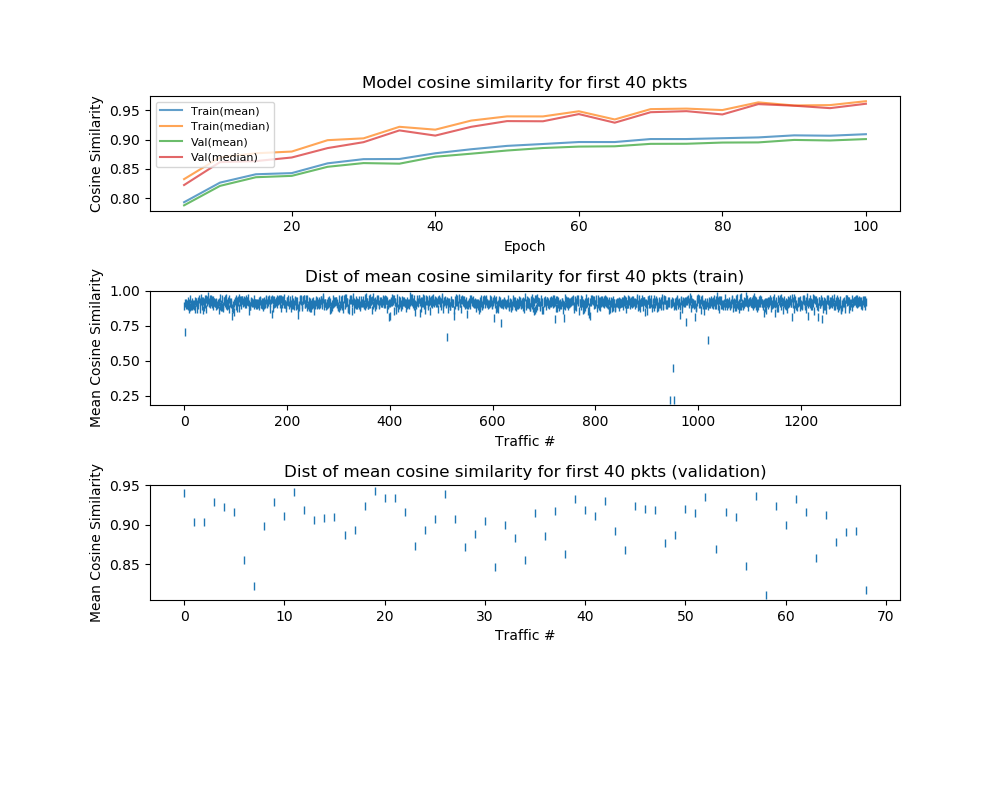 Model cosine similarity for first 40 pkts
Cosine Similarity
0.95
0.90
0.85
0.80
Train(mean)
Train(median)
Val(mean)
Val(median)
20 40 60 80 100
Epoch
Dist of mean cosine similarity for first 40 pkts (train)
Mean Cosine Similarity
1.00
0.75
0.50
0.25
0 200 400 600 800 1000 1200
Traffic #
Dist of mean cosine similarity for first 40 pkts (validation)
Mean Cosine Similarity
0.95
0.90
0.85
0 10 20 30 40 50 60 70
Traffic #